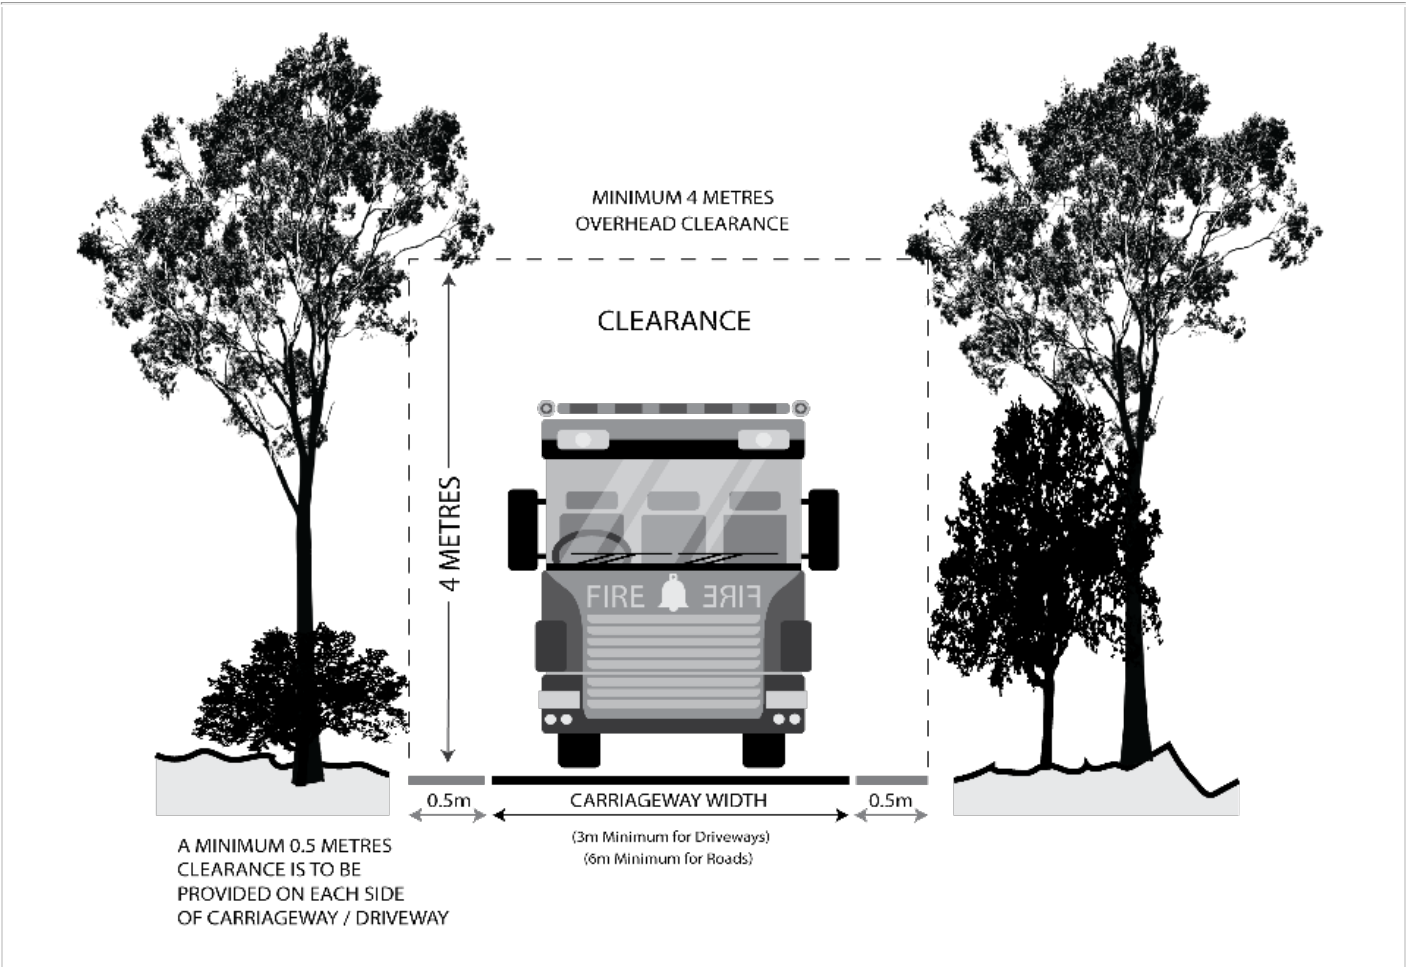 MINIMUM 4 METRES
OVERHEAD CLEARANCE
CLEARANCE
4 METRES
FIRE FIRE
0.5m
CARRIAGEWAY WIDTH
0.5m
(3m Minimum for Driveways)
(6m Minimum for Roads)
A MINIMUM 0.5 METRES
CLEARANCE IS TO BE
PROVIDED ON EACH SIDE
OF CARRIAGEWAY / DRIVEWAY